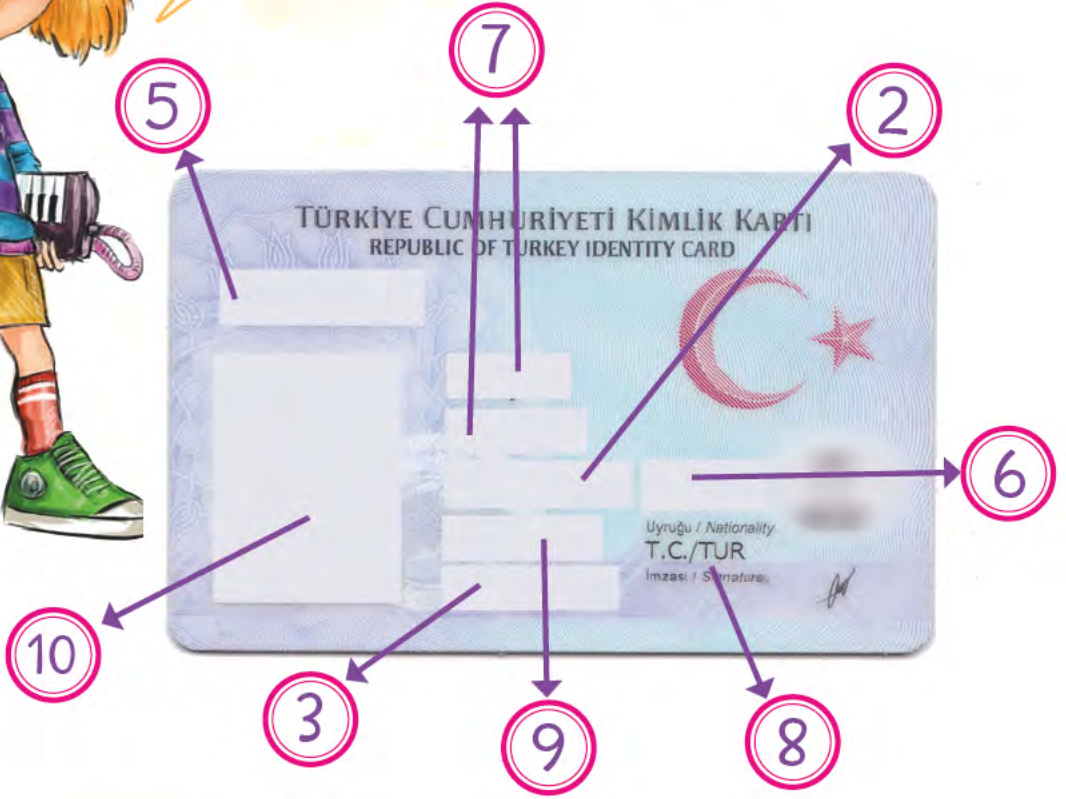 7
5
2
TÜRKİYE CUMHURİYETİ KİMLİK KARTI
REPUBLIC OF TURKEY IDENTITY CARD
6
Uyruğu / Nationality
T.C./TUR
İmzası / Signature
10
3
9
8